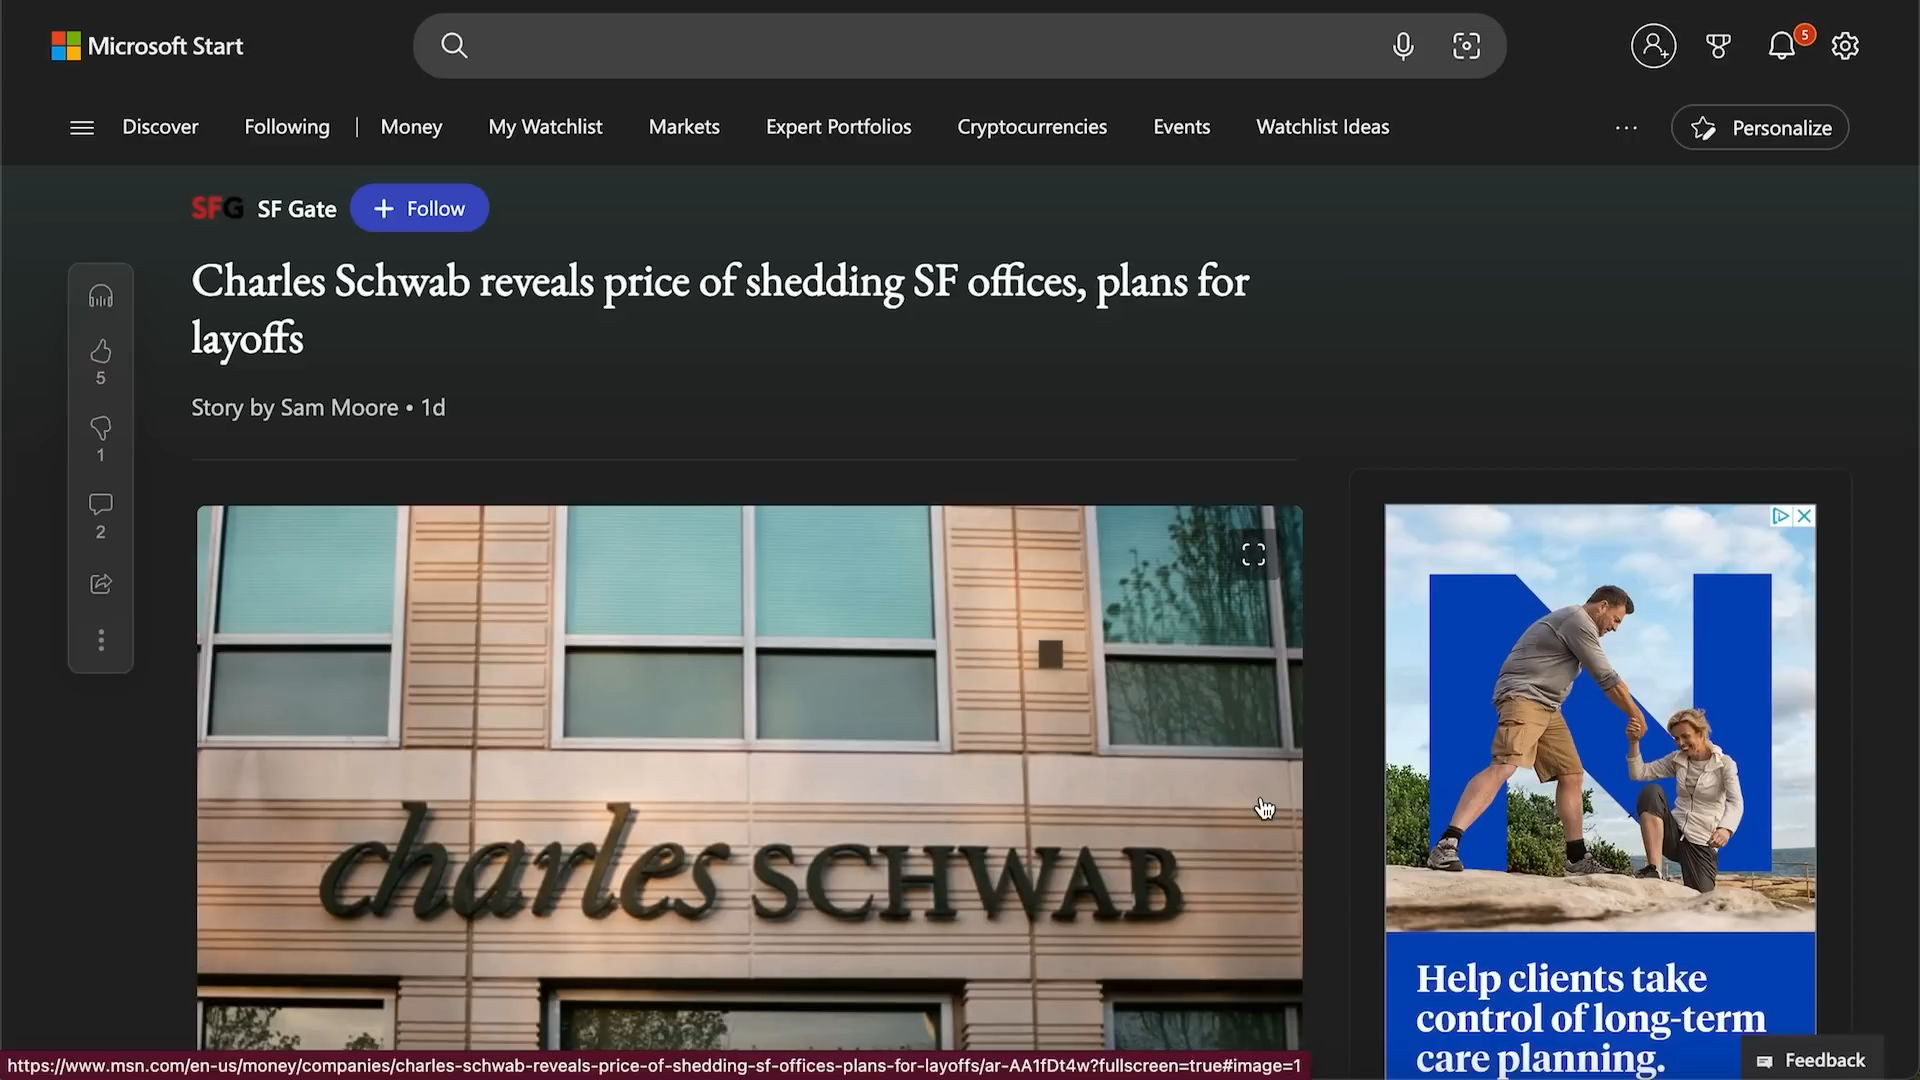 Microsoft Start
5
Discover
Following
Money
My Watchlist
Markets
Expert Portfolios
Cryptocurrencies
Events
Watchlist Ideas
...
Personalize
SFG SF Gate
+ Follow
Charles Schwab reveals price of shedding SF offices, plans for
layoffs
Story by Sam Moore • 1d
5
1
2
charles SCHWAB
N
Help clients take
control of long-term
care planning.
Feedback
https://www.msn.com/en-us/money/companies/charles-schwab-reveals-price-of-shedding-sf-offices-plans-for-layoffs/ar-AA1fDt4w?fullscreen=true#image=1